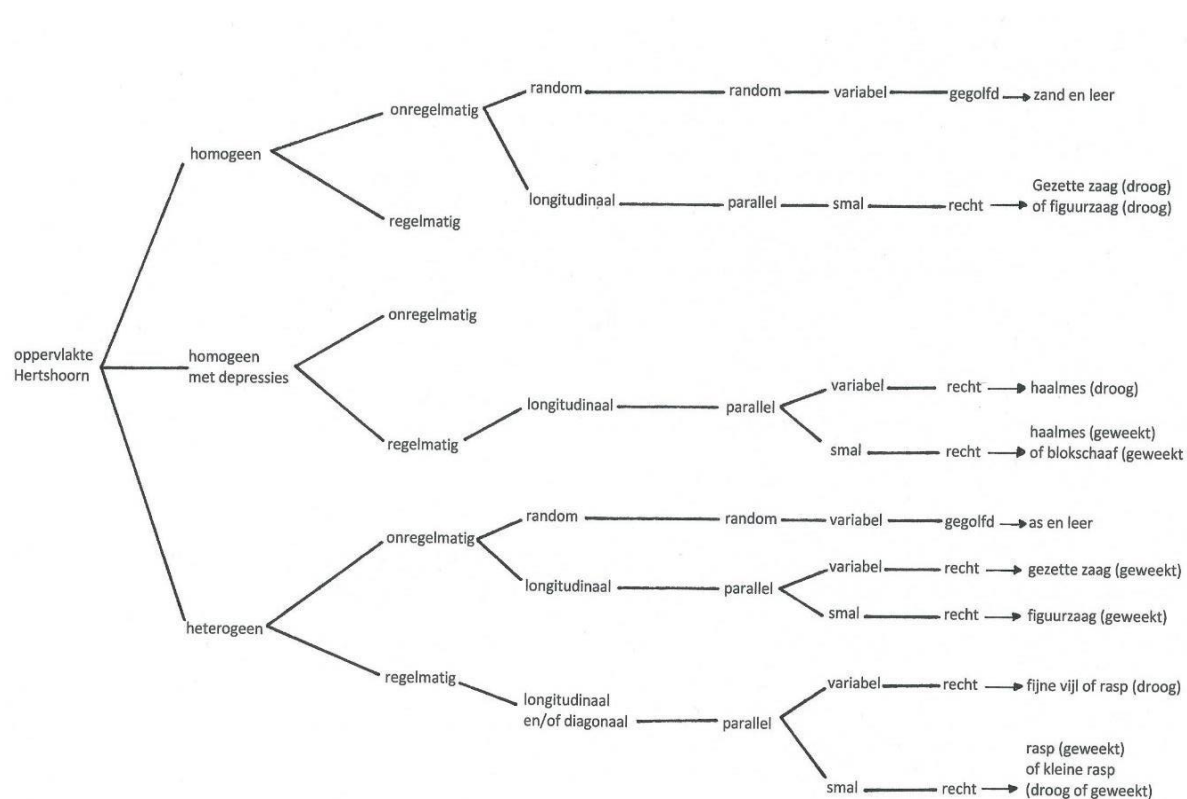 random random variabel gegolfd zand en leer
onregelmatig
homogeen
Gezette zaag (droog)
longitudinaal parallel smal recht of figuurzaag (droog)
regelmatig
onregelmatig
oppervlakte
Hertshoorn
homogeen
met depressies
variabel recht haalmes (droog)
longitudinaal parallel
haalmes (geweekt)
regelmatig
smal recht of blokschaaf (geweekt
random random variabel gegolfd as en leer
onregelmatig
variabel recht gezette zaag (geweekt)
longitudinaal parallel
smal recht figuurzaag (geweekt)
heterogeen
regelmatig
variabel recht fijne vijl of rasp (droog)
longitudinaal
en/of diagonaal parallel
rasp (geweekt)
of kleine rasp
smal recht (droog of geweekt)